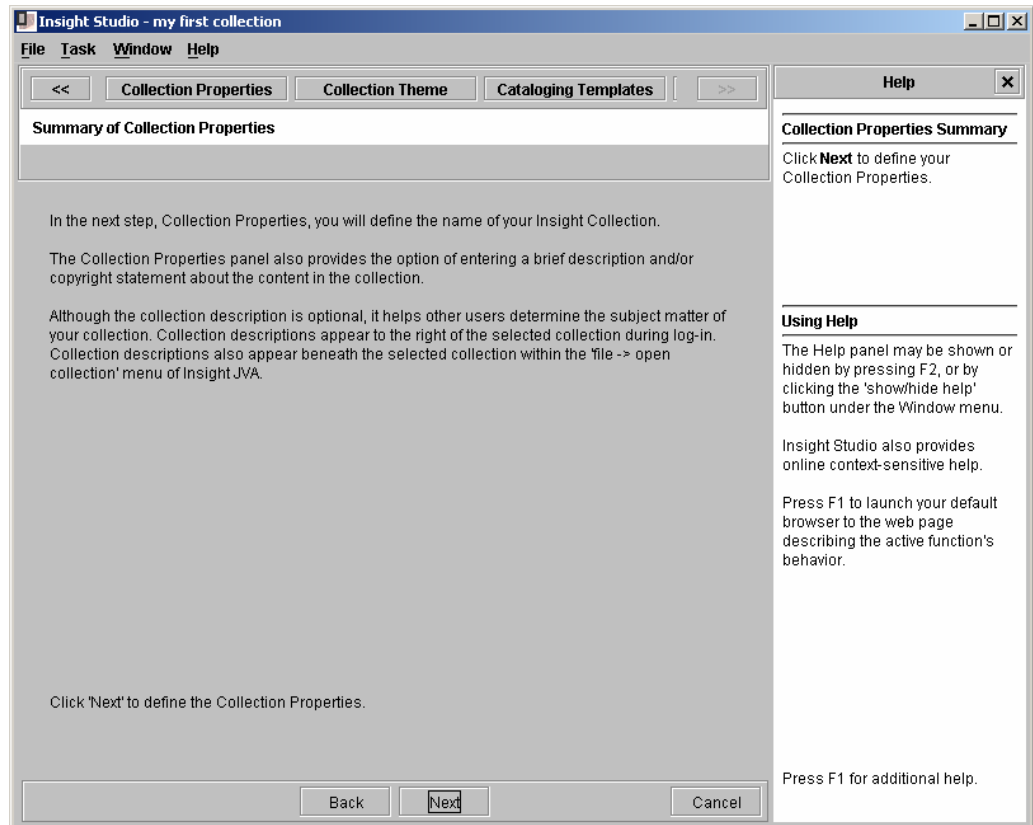 Insight Studio - my first collection
File Task Window Help
<< Collection Properties Collection Theme Cataloging Templates >>
Summary of Collection Properties
In the next step, Collection Properties, you will define the name of your Insight Collection.
The Collection Properties panel also provides the option of entering a brief description and/or
copyright statement about the content in the collection.
Although the collection description is optional, it helps other users determine the subject matter of
your collection. Collection descriptions appear to the right of the selected collection during log-in.
Collection descriptions also appear beneath the selected collection within the 'file -> open
collection' menu of Insight JVA.
Click 'Next' to define the Collection Properties.
Back Next Cancel
Help
Collection Properties Summary
Click Next to define your
Collection Properties.
Using Help
The Help panel may be shown or
hidden by pressing F2, or by
clicking the 'show/hide help'
button under the Window menu.
Insight Studio also provides
online context-sensitive help.
Press F1 to launch your default
browser to the web page
describing the active function's
behavior.
Press F1 for additional help.